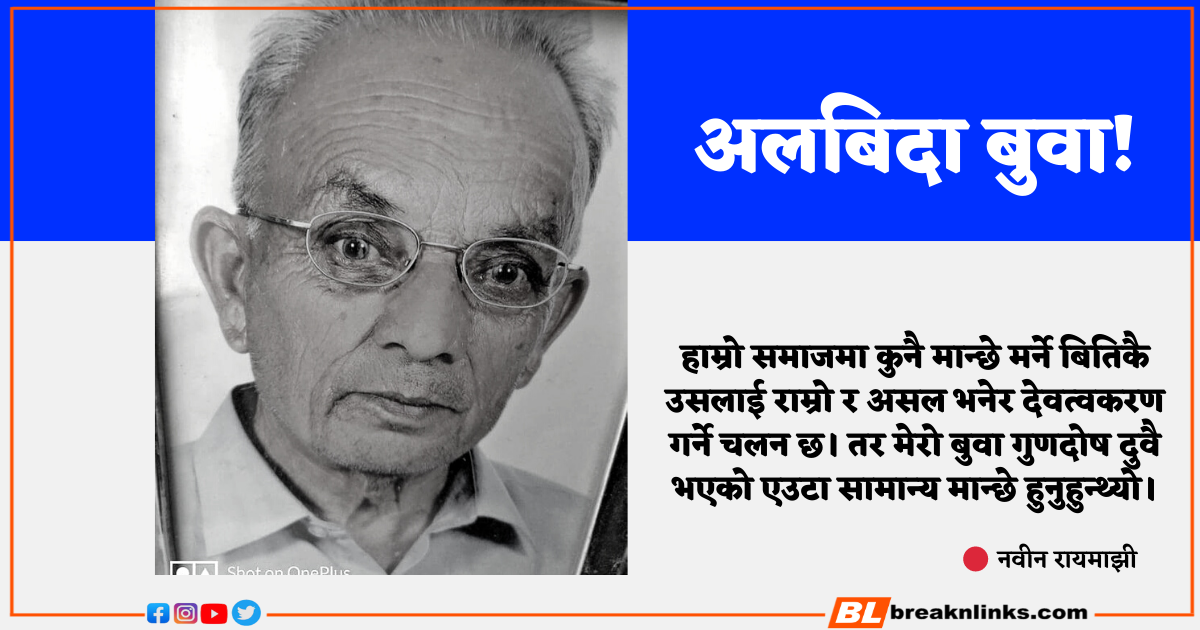 अलबिदा बुवा!
हाम्रो समाजमा कुनै मान्छे मर्ने बितिकै
उसलाई राम्रो र असल भनेर देवत्वकरण
गर्ने चलन छ। तर मेरो बुवा गुणदोष दुवै
भएको एउटा सामान्य मान्छे हुनुहुन्थ्यो।
नवीन रायमाझी
Shot on OnePlus
BL breaknlinks.com